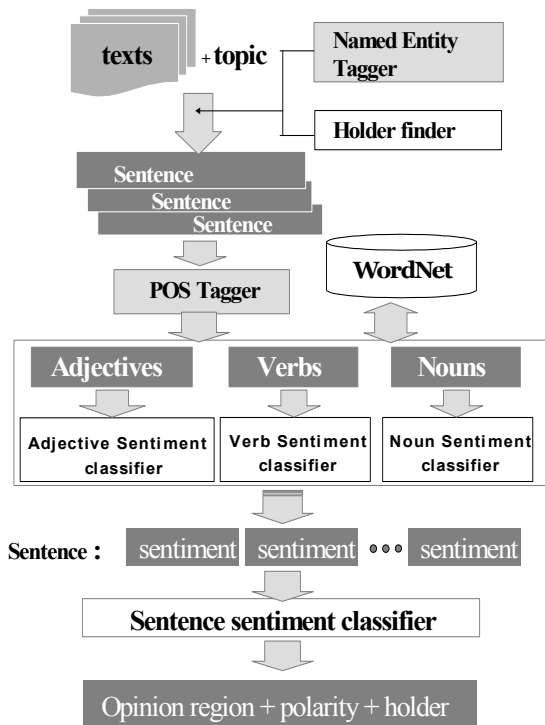 texts + topic
Named Entity
Tagger
Holder finder
Sentence
Sentence
Sentence
POS Tagger
WordNet
Adjectives
Verbs
Nouns
Adjective Sentiment
classifier
Verb Sentiment
classifier
Noun Sentiment
classifier
Sentence : sentiment sentiment ••• sentiment
Sentence sentiment classifier
Opinion region + polarity + holder